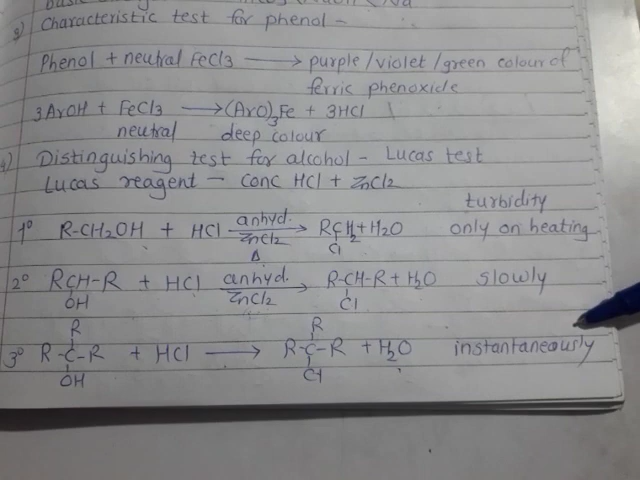 8) Characteristic test for phenol -
Phenol + neutral FeCl3 → purple/violet/green colour of
ferric phenoxide
3ArOH + FeCl3 → (ArO)3Fe + 3HCl
neutral deep colour
Distinguishing test for alcohol - Lucas test
Lucas reagent - conc HCl + ZnCl2
turbidity
1° R-CH2OH + HCl anhyd. ZnCl2 Δ → RCH2 + H2O only on heating
Cl
2° RCH-R + HCl anhyd. ZnCl2 → R-CH-R + H2O slowly
OH Cl
R R
3° R-C-R + HCl → R-C-R + H2O instantaneously
OH Cl